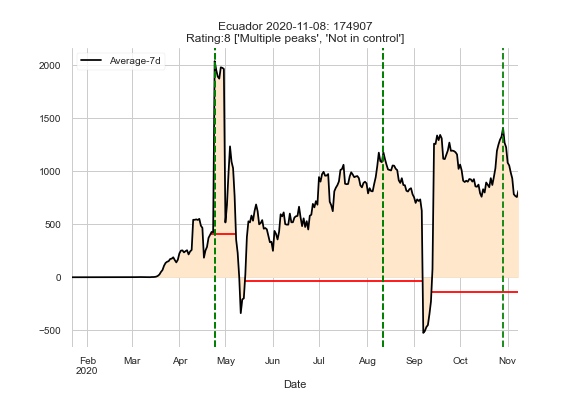 Ecuador 2020-11-08: 174907
Rating:8 ['Multiple peaks', 'Not in control']
Average-7d
2000
1500
1000
500
0
−500
Feb Mar Apr May Jun Jul Aug Sep Oct Nov
2020
Date